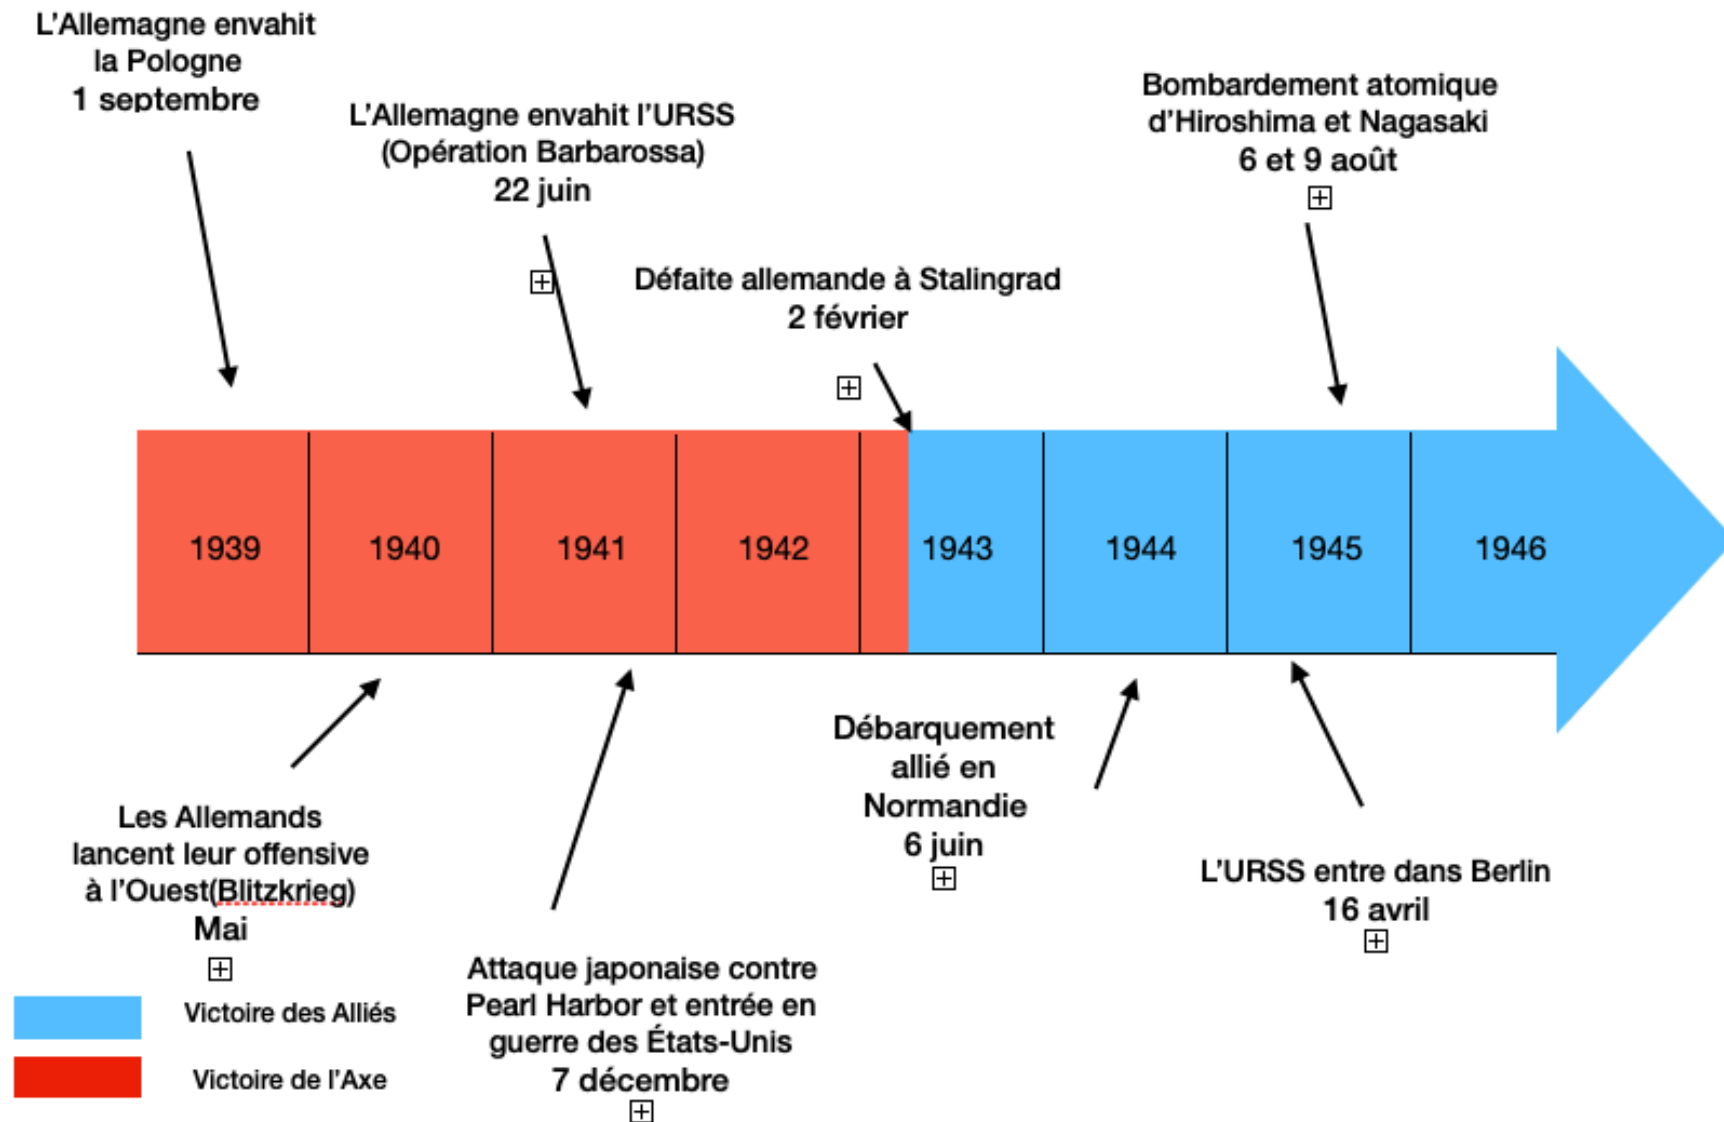 L’Allemagne envahit
la Pologne
1 septembre
L’Allemagne envahit l’URSS
(Opération Barbarossa)
22 juin
Défaite allemande à Stalingrad
2 février
Bombardement atomique
d’Hiroshima et Nagasaki
6 et 9 août
1939
1940
1941
1942
1943
1944
1945
1946
Les Allemands
lancent leur offensive
à l’Ouest(Blitzkrieg)
Mai
Attaque japonaise contre
Pearl Harbor et entrée en
guerre des États-Unis
7 décembre
Débarquement
allié en
Normandie
6 juin
L’URSS entre dans Berlin
16 avril
Victoire des Alliés
Victoire de l’Axe